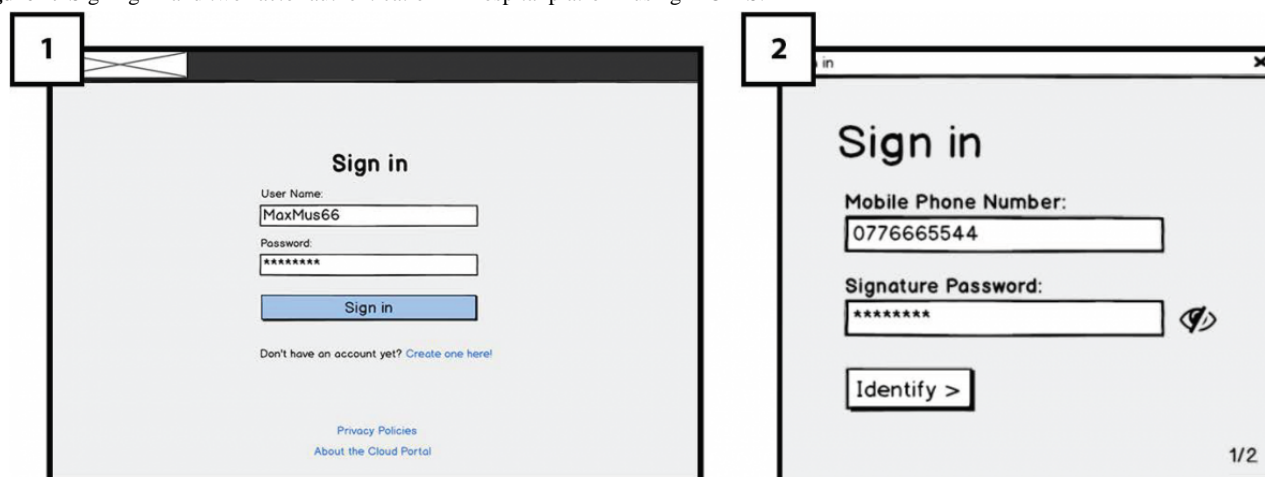 1
Sign in
User Name:
MaxMus66
Password:
********
Sign in
Don't have an account yet? Create one here!
Privacy Policies
About the Cloud Portal
2
in
Sign in
Mobile Phone Number:
0776665544
Signature Password:
********
Identify >
1/2